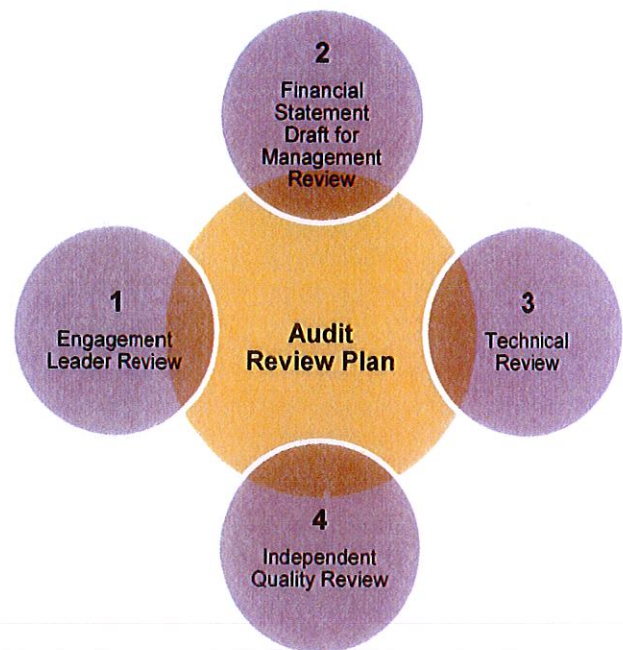 2
Financial
Statement
Draft for
Management
Review
1
Engagement
Leader Review
Audit
Review Plan
3
Technical
Review
4
Independent
Quality Review